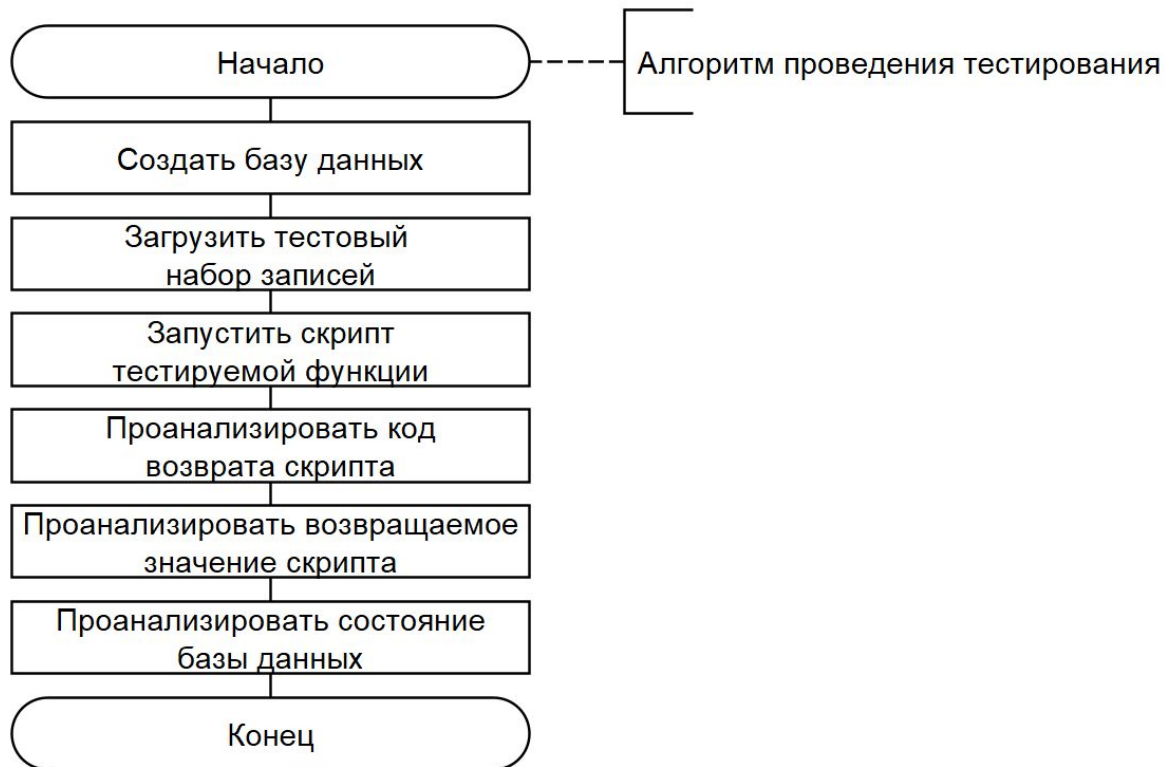 Начало
Алгоритм проведения тестирования
Создать базу данных
Загрузить тестовый
набор записей
Запустить скрипт
тестируемой функции
Проанализировать код
возврата скрипта
Проанализировать возвращаемое
значение скрипта
Проанализировать состояние
базы данных
Конец